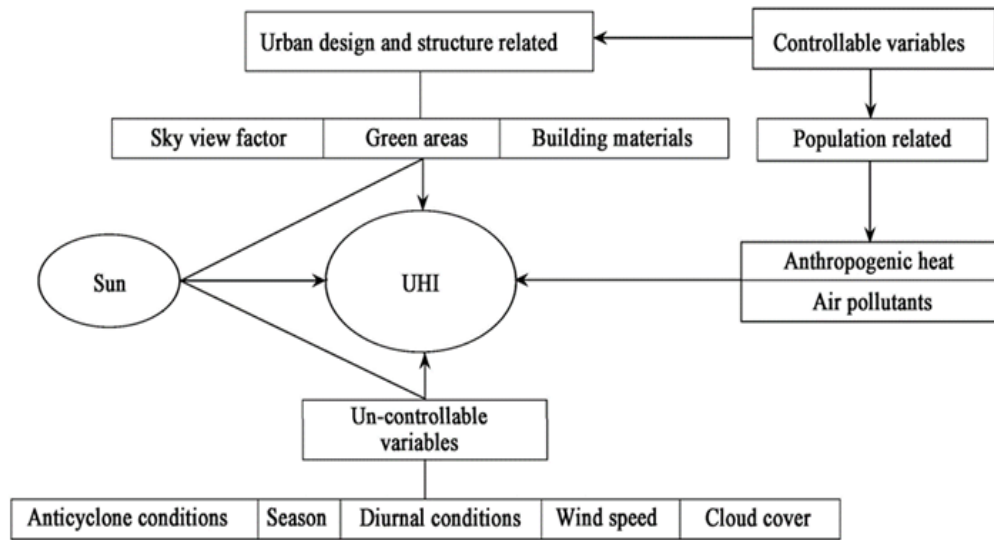 Urban design and structure related
Controllable variables
Sky view factor
Green areas
Building materials
Population related
Sun
UHI
Anthropogenic heat
Air pollutants
Un-controllable
variables
Anticyclone conditions
Season
Diurnal conditions
Wind speed
Cloud cover